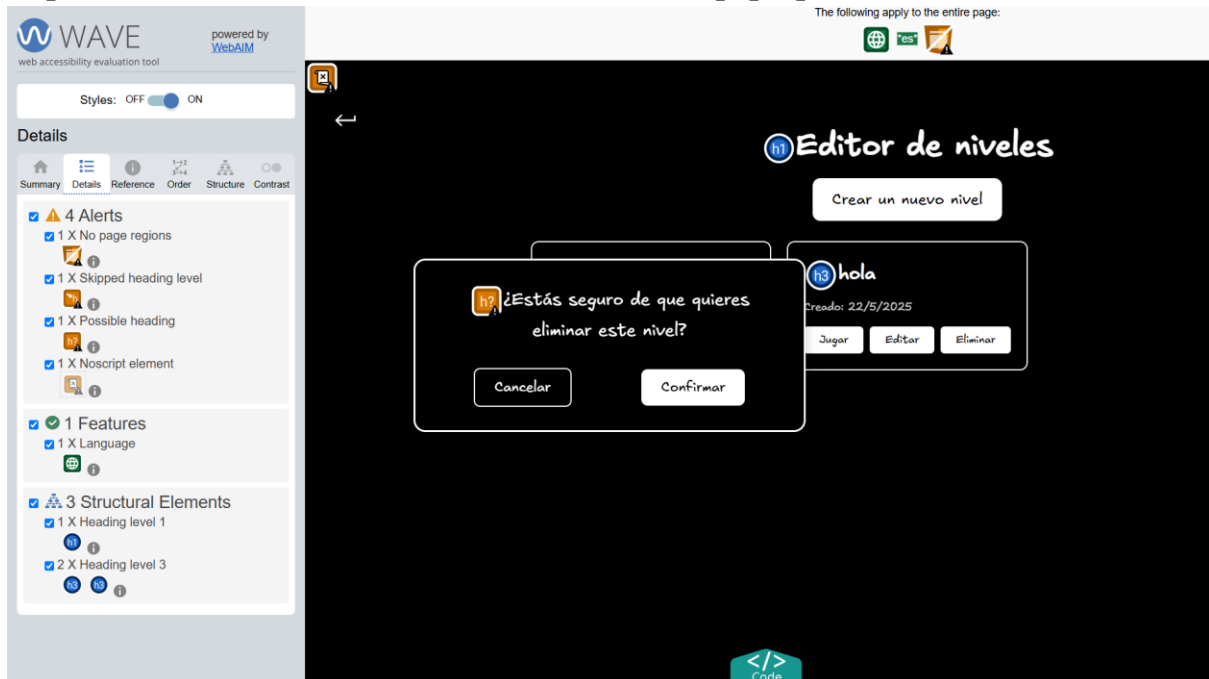 WAVE
powered by
WebAIM
web accessibility evaluation tool
Styles: OFF ON
Details
Summary Details Reference Order Structure Contrast
4 Alerts
1 X No page regions
1 X Skipped heading level
1 X Possible heading
h?
1 X Noscript element
1 Features
1 X Language
3 Structural Elements
1 X Heading level 1
h1
2 X Heading level 3
h3 h3
The following apply to the entire page:
"es"
h1 Editor de niveles
Crear un nuevo nivel
h? ¿Estás seguro de que quieres
eliminar este nivel?
Cancelar Confirmar
h3 hola
Creado: 22/5/2025
Jugar Editar Eliminar
</>
Code